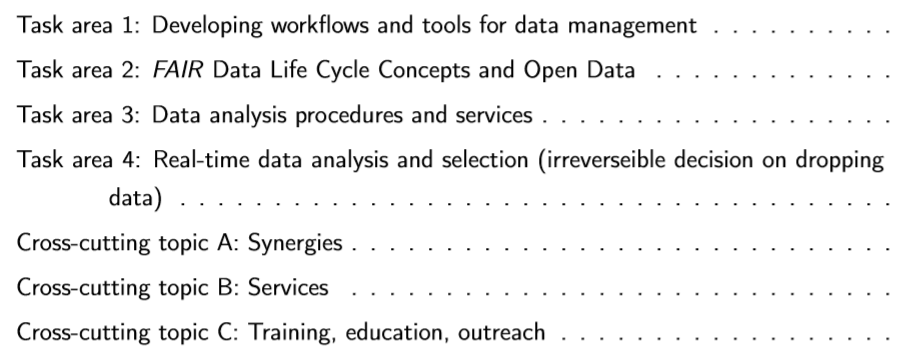 Task area 1: Developing workflows and tools for data management . . . . . . . . . .
Task area 2: FAIR Data Life Cycle Concepts and Open Data . . . . . . . . . . . . .
Task area 3: Data analysis procedures and services . . . . . . . . . . . . . . . . . . .
Task area 4: Real-time data analysis and selection (irreverseible decision on dropping
data) . . . . . . . . . . . . . . . . . . . . . . . . . . . . . . . . . . . . . .
Cross-cutting topic A: Synergies . . . . . . . . . . . . . . . . . . . . . . . . . . . . .
Cross-cutting topic B: Services . . . . . . . . . . . . . . . . . . . . . . . . . . . . .
Cross-cutting topic C: Training, education, outreach . . . . . . . . . . . . . . . . . .